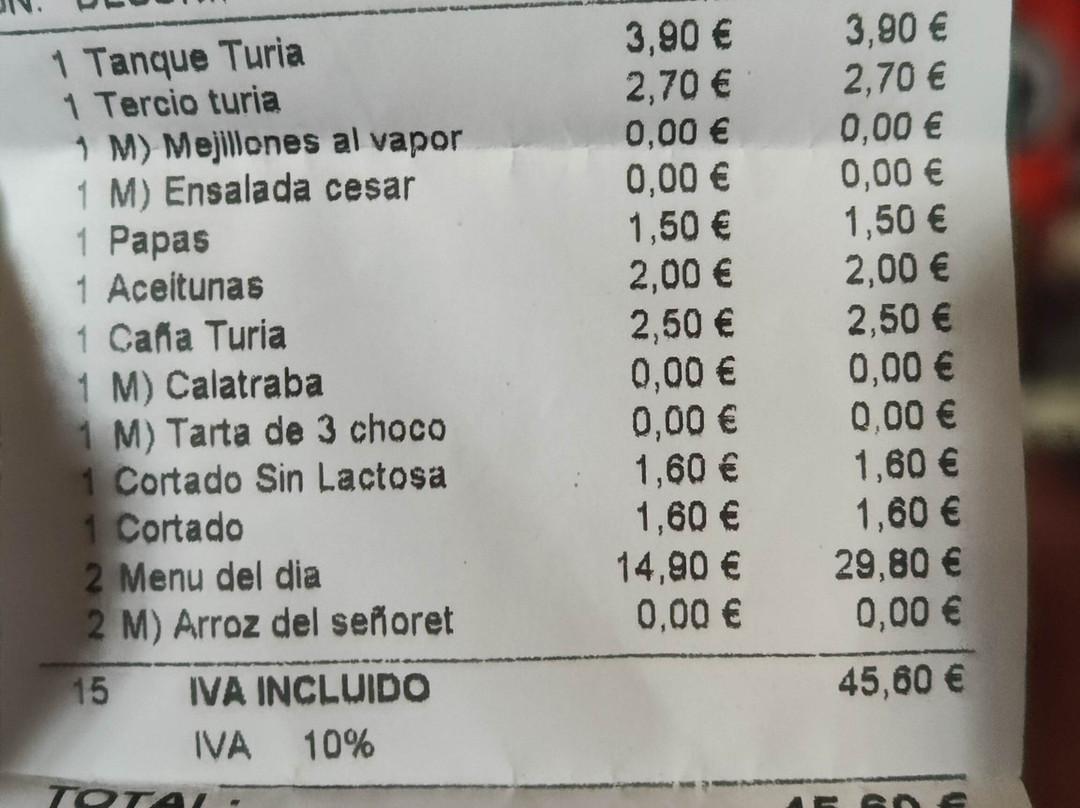 1 Tanque Turia 3,90 € 3,90 €
1 Tercio turia 2,70 € 2,70 €
1 M) Mejillones al vapor 0,00 € 0,00 €
1 M) Ensalada cesar 0,00 € 0,00 €
1 Papas 1,50 € 1,50 €
1 Aceitunas 2,00 € 2,00 €
1 Caña Turia 2,50 € 2,50 €
1 M) Calatraba 0,00 € 0,00 €
1 M) Tarta de 3 choco 0,00 € 0,00 €
1 Cortado Sin Lactosa 1,60 € 1,60 €
1 Cortado 1,60 € 1,60 €
2 Menu del dia 14,90 € 29,80 €
2 M) Arroz del señoret 0,00 € 0,00 €
15 IVA INCLUIDO 45,60 €
IVA 10%
TOTAL: 45,60 €